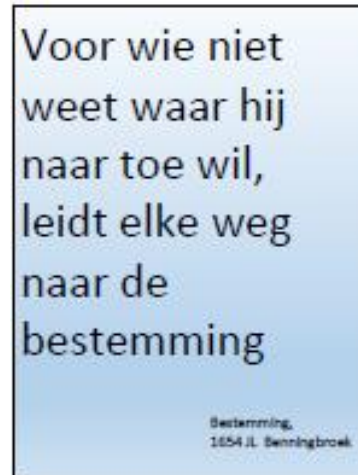 Voor wie niet
weet waar hij
naar toe wil,
leidt elke weg
naar de
bestemming
Bestemming,
1654 JL Benningbroek